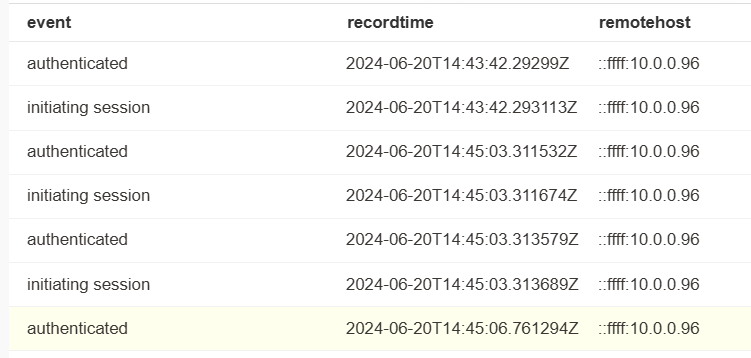 event recordtime remotehost
authenticated 2024-06-20T14:43:42.29299Z ::ffff:10.0.0.96
initiating session 2024-06-20T14:43:42.293113Z ::ffff:10.0.0.96
authenticated 2024-06-20T14:45:03.311532Z ::ffff:10.0.0.96
initiating session 2024-06-20T14:45:03.311674Z ::ffff:10.0.0.96
authenticated 2024-06-20T14:45:03.313579Z ::ffff:10.0.0.96
initiating session 2024-06-20T14:45:03.313689Z ::ffff:10.0.0.96
authenticated 2024-06-20T14:45:06.761294Z ::ffff:10.0.0.96